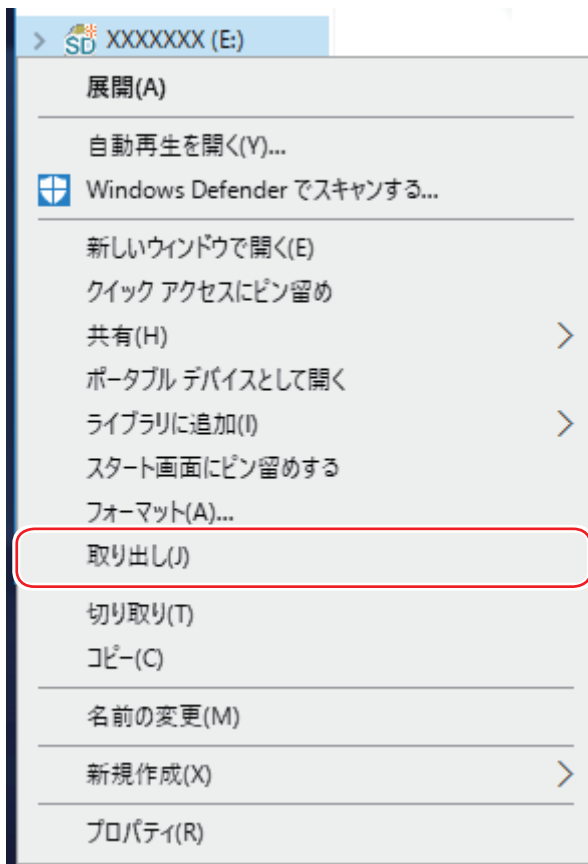 SD XXXXXXX (E:)
展開(A)
自動再生を開く(Y)...
Windows Defender でスキャンする...
新しいウィンドウで開く(E)
クイック アクセスにピン留め
共有(H)
ポータブル デバイスとして開く
ライブラリに追加(I)
スタート画面にピン留めする
フォーマット(A)...
取り出し(J)
切り取り(T)
コピー(C)
名前の変更(M)
新規作成(X)
プロパティ(R)